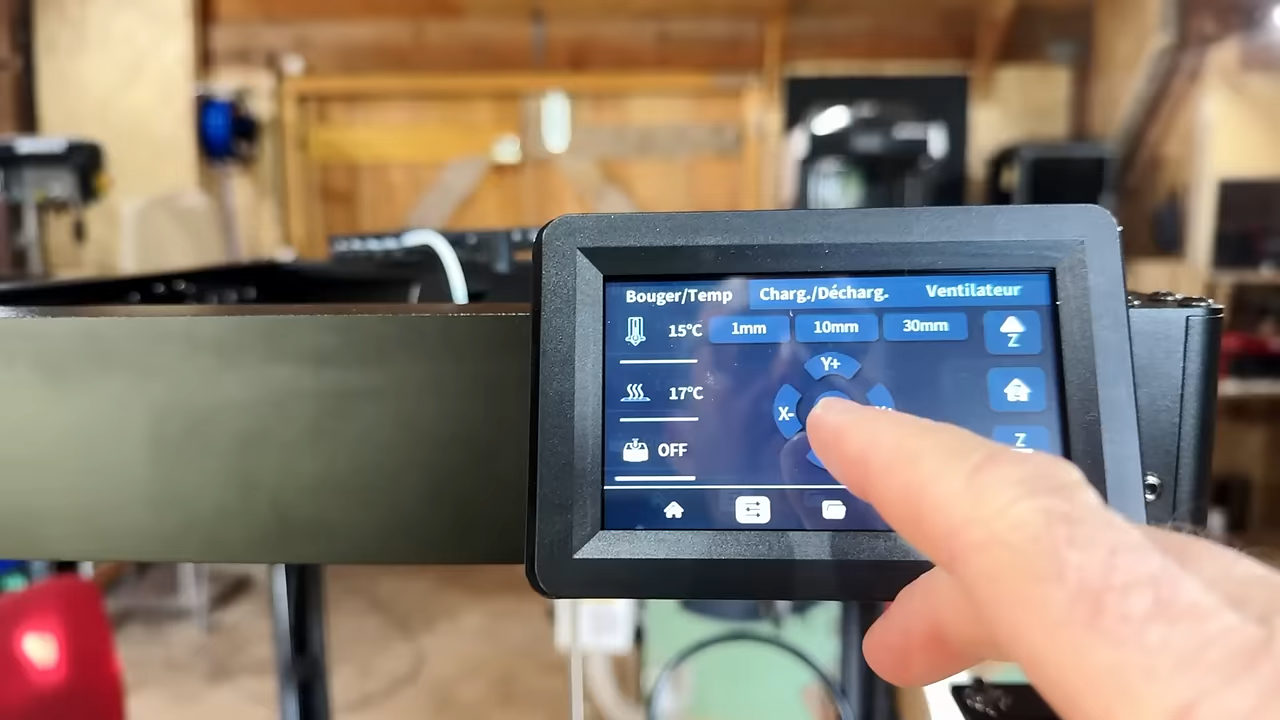 Bouger/Temp Charg./Décharg. Ventilateur
15°C 1mm 10mm 30mm Z
Y+
17°C
X-
OFF
Z